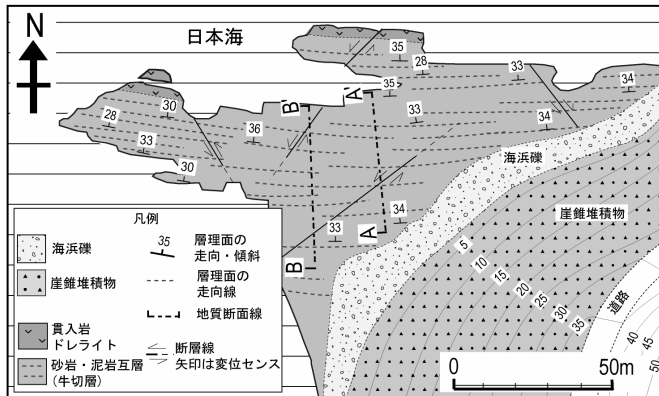 N
日本海
35
28
33
35
34
28
30
33
30
36
33
34
B'
A'
海浜礫
崖錐堆積物
34
33
A
B
5
10
15
20
25
30
35
道路
40
45
50
凡例
海浜礫
崖錐堆積物
貫入岩
ドレライト
砂岩・泥岩互層
(牛切層)
35
層理面の
走向・傾斜
層理面の
走向線
地質断面線
断層線
矢印は変位センス
0
50m